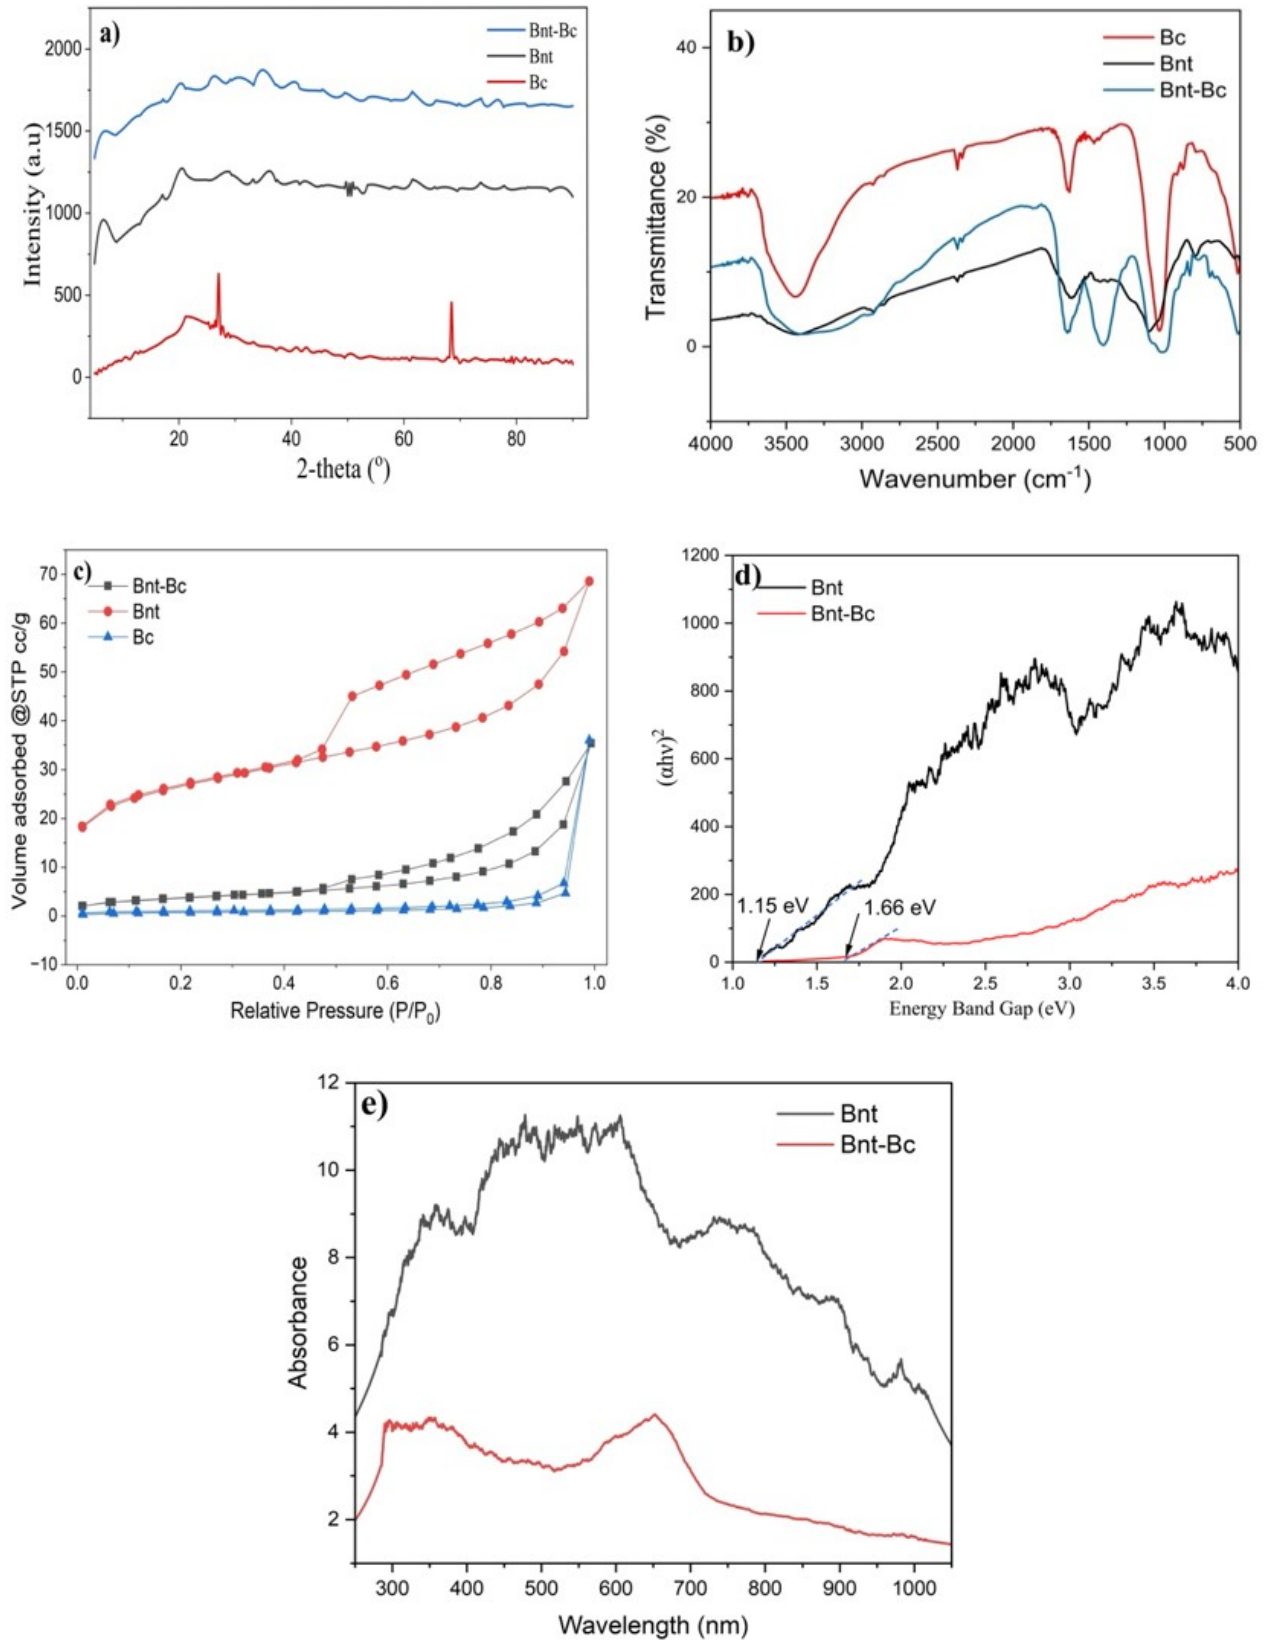 a)
Bnt-Bc
Bnt
Bc
2000
1500
1000
500
0
Intensity (a.u)
20 40 60 80
2-theta (o)
b)
Bc
Bnt
Bnt-Bc
40
20
0
Transmittance (%)
4000 3500 3000 2500 2000 1500 1000 500
Wavenumber (cm-1)
c)
Bnt-Bc
Bnt
Bc
70
60
50
40
30
20
10
0
−10
Volume adsorbed @STP cc/g
0.0 0.2 0.4 0.6 0.8 1.0
Relative Pressure (P/P0)
d)
Bnt
Bnt-Bc
1200
1000
800
600
400
200
0
(αhν)2
1.15 eV
1.66 eV
1.0 1.5 2.0 2.5 3.0 3.5 4.0
Energy Band Gap (eV)
e)
Bnt
Bnt-Bc
12
10
8
6
4
2
Absorbance
300 400 500 600 700 800 900 1000
Wavelength (nm)